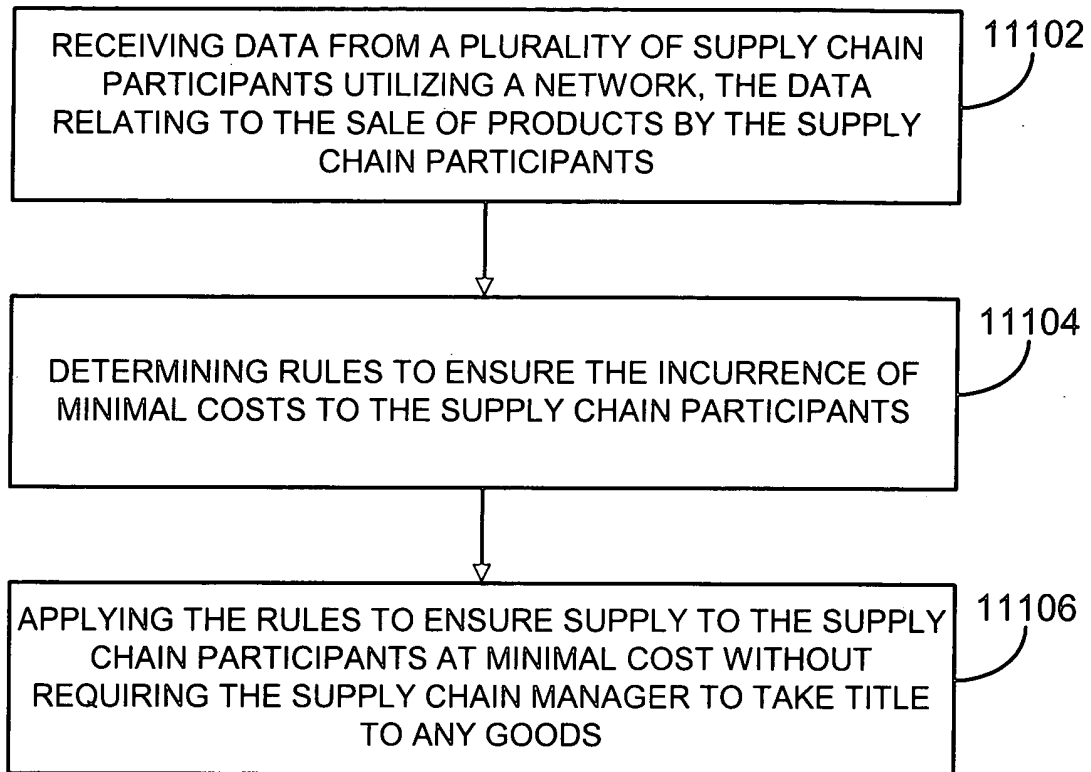 RECEIVING DATA FROM A PLURALITY OF SUPPLY CHAIN
PARTICIPANTS UTILIZING A NETWORK, THE DATA
RELATING TO THE SALE OF PRODUCTS BY THE SUPPLY
CHAIN PARTICIPANTS
11102
DETERMINING RULES TO ENSURE THE INCURRENCE OF
MINIMAL COSTS TO THE SUPPLY CHAIN PARTICIPANTS
11104
APPLYING THE RULES TO ENSURE SUPPLY TO THE SUPPLY
CHAIN PARTICIPANTS AT MINIMAL COST WITHOUT
REQUIRING THE SUPPLY CHAIN MANAGER TO TAKE TITLE
TO ANY GOODS
11106